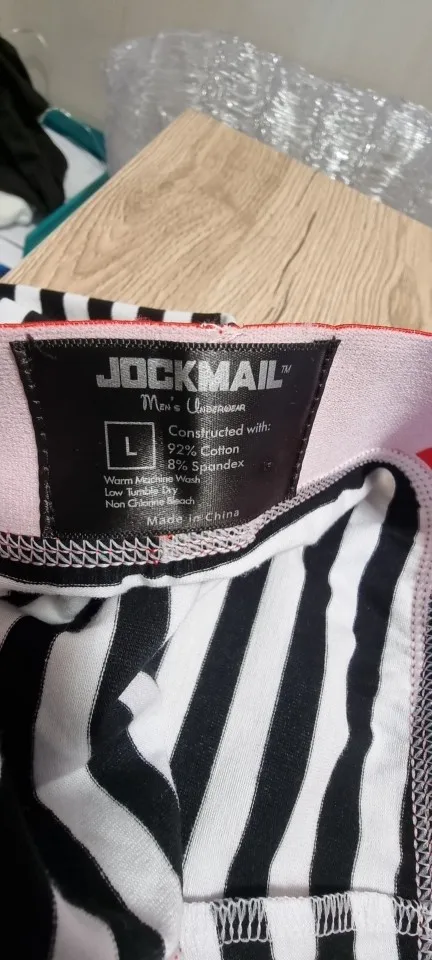 JOCKMAIL™
Men's Underwear
L
Constructed with:
92% Cotton
8% Spandex
Warm Machine Wash
Low Tumble Dry
Non Chlorine Bleach
Made in China